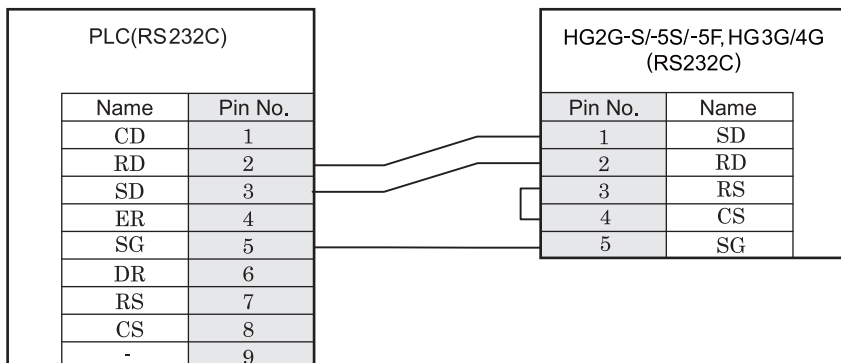 PLC(RS232C)
Name Pin No.
CD 1
RD 2
SD 3
ER 4
SG 5
DR 6
RS 7
CS 8
- 9
HG2G-S/-5S/-5F, HG3G/4G
(RS232C)
Pin No. Name
1 SD
2 RD
3 RS
4 CS
5 SG